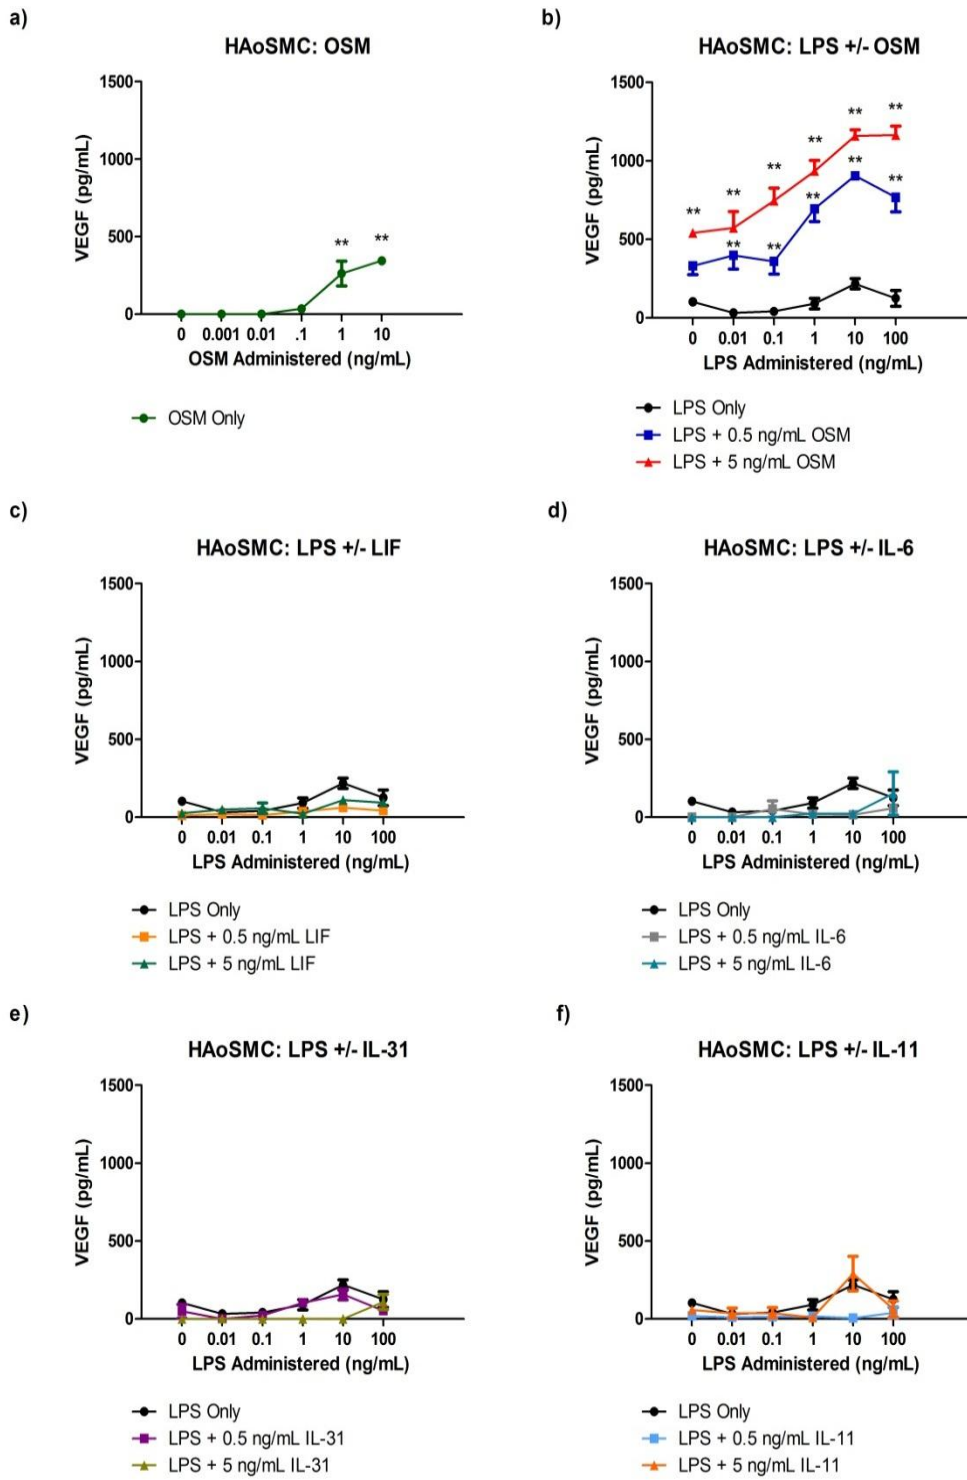 a)
HAoSMC: OSM
1500
1000
500
0
VEGF (pg/mL)
**
**
0 0.001 0.01 .1 1 10
OSM Administered (ng/mL)
OSM Only
b)
HAoSMC: LPS +/- OSM
1500
1000
500
0
VEGF (pg/mL)
** ** ** ** ** **
** ** ** ** **
0 0.01 0.1 1 10 100
LPS Administered (ng/mL)
LPS Only
LPS + 0.5 ng/mL OSM
LPS + 5 ng/mL OSM
c)
HAoSMC: LPS +/- LIF
1500
1000
500
0
VEGF (pg/mL)
0 0.01 0.1 1 10 100
LPS Administered (ng/mL)
LPS Only
LPS + 0.5 ng/mL LIF
LPS + 5 ng/mL LIF
d)
HAoSMC: LPS +/- IL-6
1500
1000
500
0
VEGF (pg/mL)
0 0.01 0.1 1 10 100
LPS Administered (ng/mL)
LPS Only
LPS + 0.5 ng/mL IL-6
LPS + 5 ng/mL IL-6
e)
HAoSMC: LPS +/- IL-31
1500
1000
500
0
VEGF (pg/mL)
0 0.01 0.1 1 10 100
LPS Administered (ng/mL)
LPS Only
LPS + 0.5 ng/mL IL-31
LPS + 5 ng/mL IL-31
f)
HAoSMC: LPS +/- IL-11
1500
1000
500
0
VEGF (pg/mL)
0 0.01 0.1 1 10 100
LPS Administered (ng/mL)
LPS Only
LPS + 0.5 ng/mL IL-11
LPS + 5 ng/mL IL-11